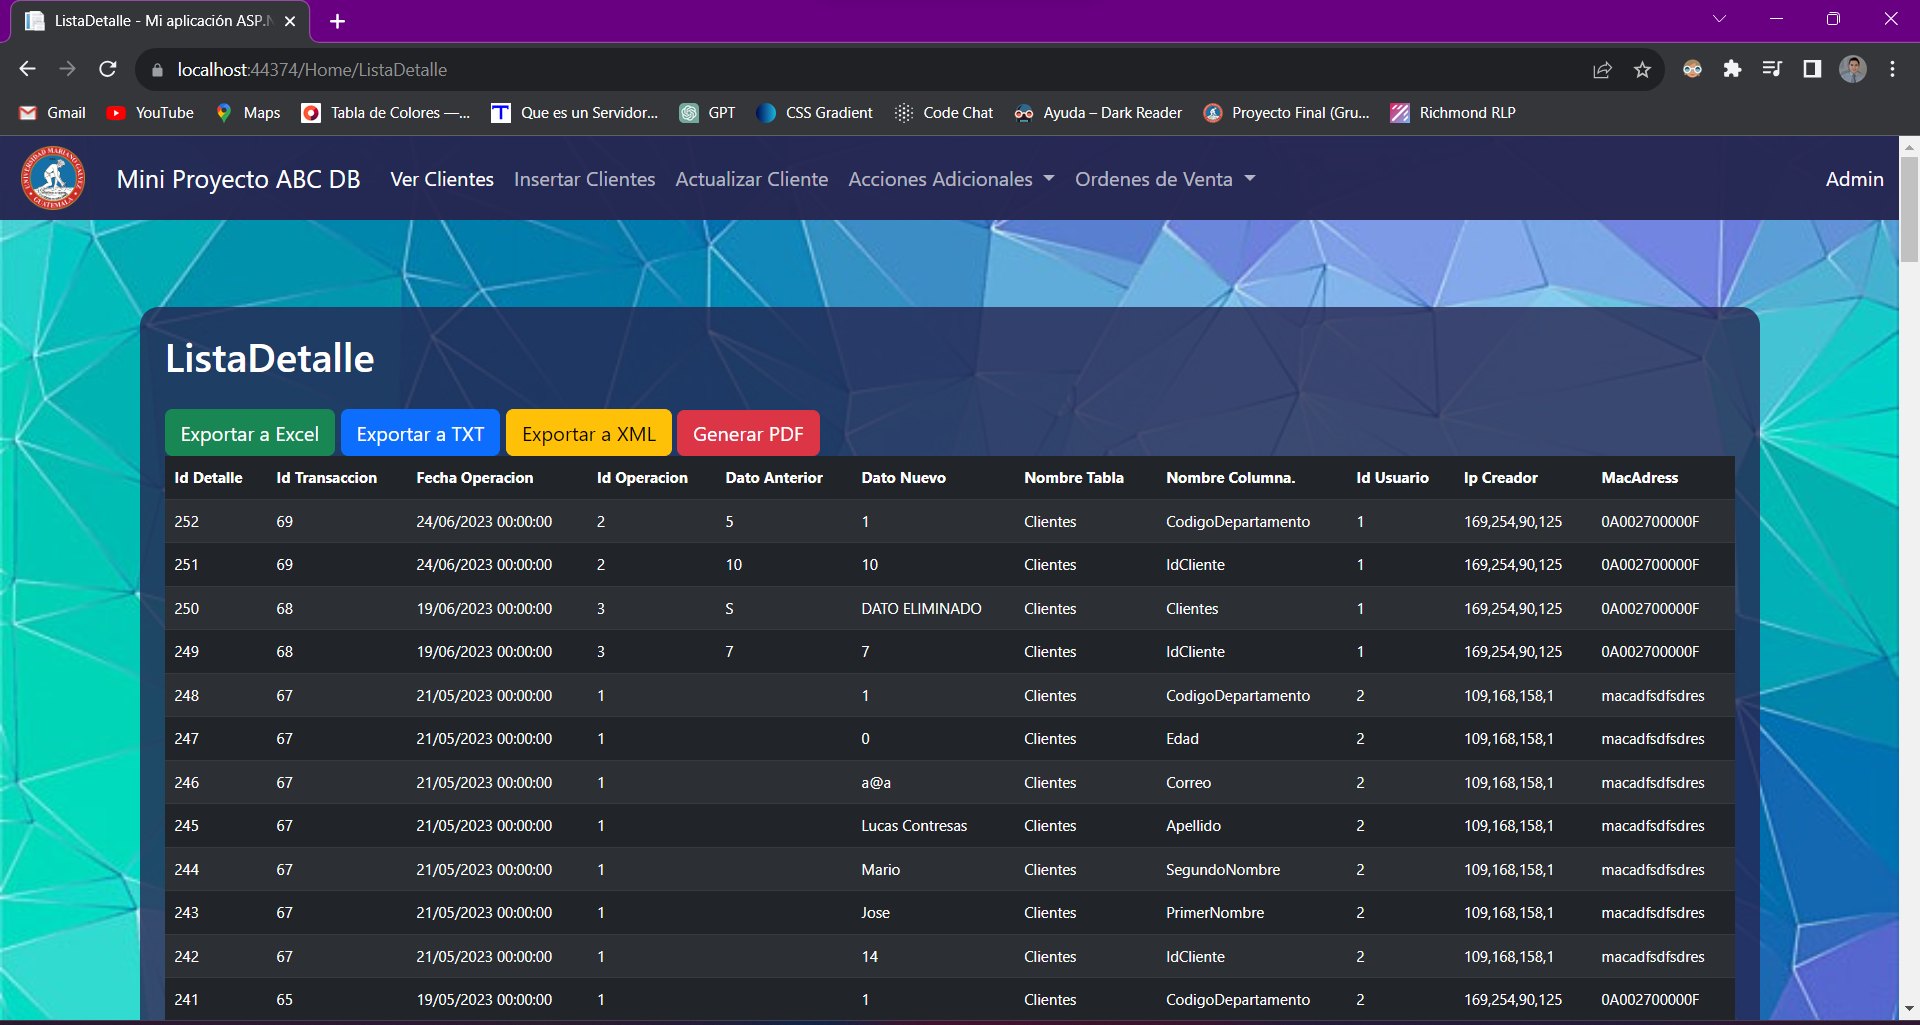 ListaDetalle - Mi aplicación ASP.N
localhost:44374/Home/ListaDetalle
Gmail YouTube Maps Tabla de Colores —... Que es un Servidor... GPT CSS Gradient Code Chat Ayuda – Dark Reader Proyecto Final (Gru... Richmond RLP
UNIVERSIDAD MARIANO GALVEZ
GUATEMALA
Mini Proyecto ABC DB Ver Clientes Insertar Clientes Actualizar Cliente Acciones Adicionales Ordenes de Venta Admin
ListaDetalle
Exportar a Excel Exportar a TXT Exportar a XML Generar PDF
Id Detalle Id Transaccion Fecha Operacion Id Operacion Dato Anterior Dato Nuevo Nombre Tabla Nombre Columna. Id Usuario Ip Creador MacAdress
252 69 24/06/2023 00:00:00 2 5 1 Clientes CodigoDepartamento 1 169,254,90,125 0A002700000F
251 69 24/06/2023 00:00:00 2 10 10 Clientes IdCliente 1 169,254,90,125 0A002700000F
250 68 19/06/2023 00:00:00 3 S DATO ELIMINADO Clientes Clientes 1 169,254,90,125 0A002700000F
249 68 19/06/2023 00:00:00 3 7 7 Clientes IdCliente 1 169,254,90,125 0A002700000F
248 67 21/05/2023 00:00:00 1 1 Clientes CodigoDepartamento 2 109,168,158,1 macadfsdfsdres
247 67 21/05/2023 00:00:00 1 0 Clientes Edad 2 109,168,158,1 macadfsdfsdres
246 67 21/05/2023 00:00:00 1 a@a Clientes Correo 2 109,168,158,1 macadfsdfsdres
245 67 21/05/2023 00:00:00 1 Lucas Contresas Clientes Apellido 2 109,168,158,1 macadfsdfsdres
244 67 21/05/2023 00:00:00 1 Mario Clientes SegundoNombre 2 109,168,158,1 macadfsdfsdres
243 67 21/05/2023 00:00:00 1 Jose Clientes PrimerNombre 2 109,168,158,1 macadfsdfsdres
242 67 21/05/2023 00:00:00 1 14 Clientes IdCliente 2 109,168,158,1 macadfsdfsdres
241 65 19/05/2023 00:00:00 1 1 Clientes CodigoDepartamento 2 169,254,90,125 0A002700000F